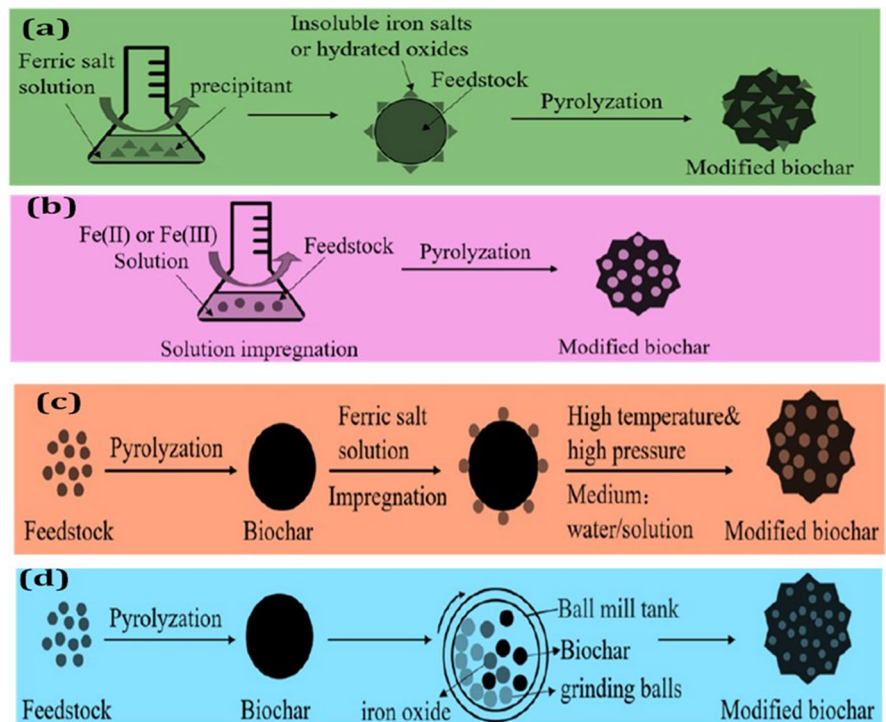 (a)
Ferric salt
solution
precipitant
Insoluble iron salts
or hydrated oxides
Feedstock
Pyrolyzation
Modified biochar
(b)
Fe(II) or Fe(III)
Solution
Feedstock
Solution impregnation
Pyrolyzation
Modified biochar
(c)
Feedstock
Pyrolyzation
Biochar
Ferric salt
solution
Impregnation
High temperature&
high pressure
Medium:
water/solution
Modified biochar
(d)
Feedstock
Pyrolyzation
Biochar
Ball mill tank
Biochar
grinding balls
iron oxide
Modified biochar